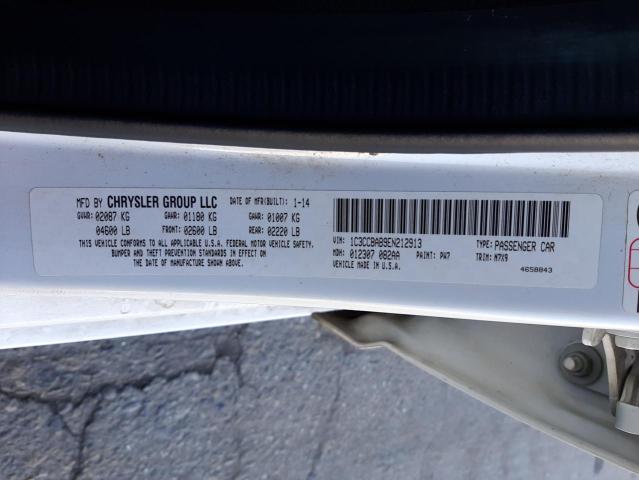 MFD BY CHRYSLER GROUP LLC DATE OF MFR(BUILT): 1-14
GVWR: 02087 KG GAWR: 01180 KG GAWR: 01007 KG
04600 LB FRONT: 02600 LB REAR: 02220 LB
THIS VEHICLE CONFORMS TO ALL APPLICABLE U.S.A. FEDERAL MOTOR VEHICLE SAFETY,
BUMPER AND THEFT PREVENTION STANDARDS IN EFFECT ON
THE DATE OF MANUFACTURE SHOWN ABOVE.
VIN: 1C3CCBAB9EN212913 TYPE: PASSENGER CAR
MDH: 012307 082AA PAINT: PW7 TRIM: N7X9
VEHICLE MADE IN U.S.A. 4658843